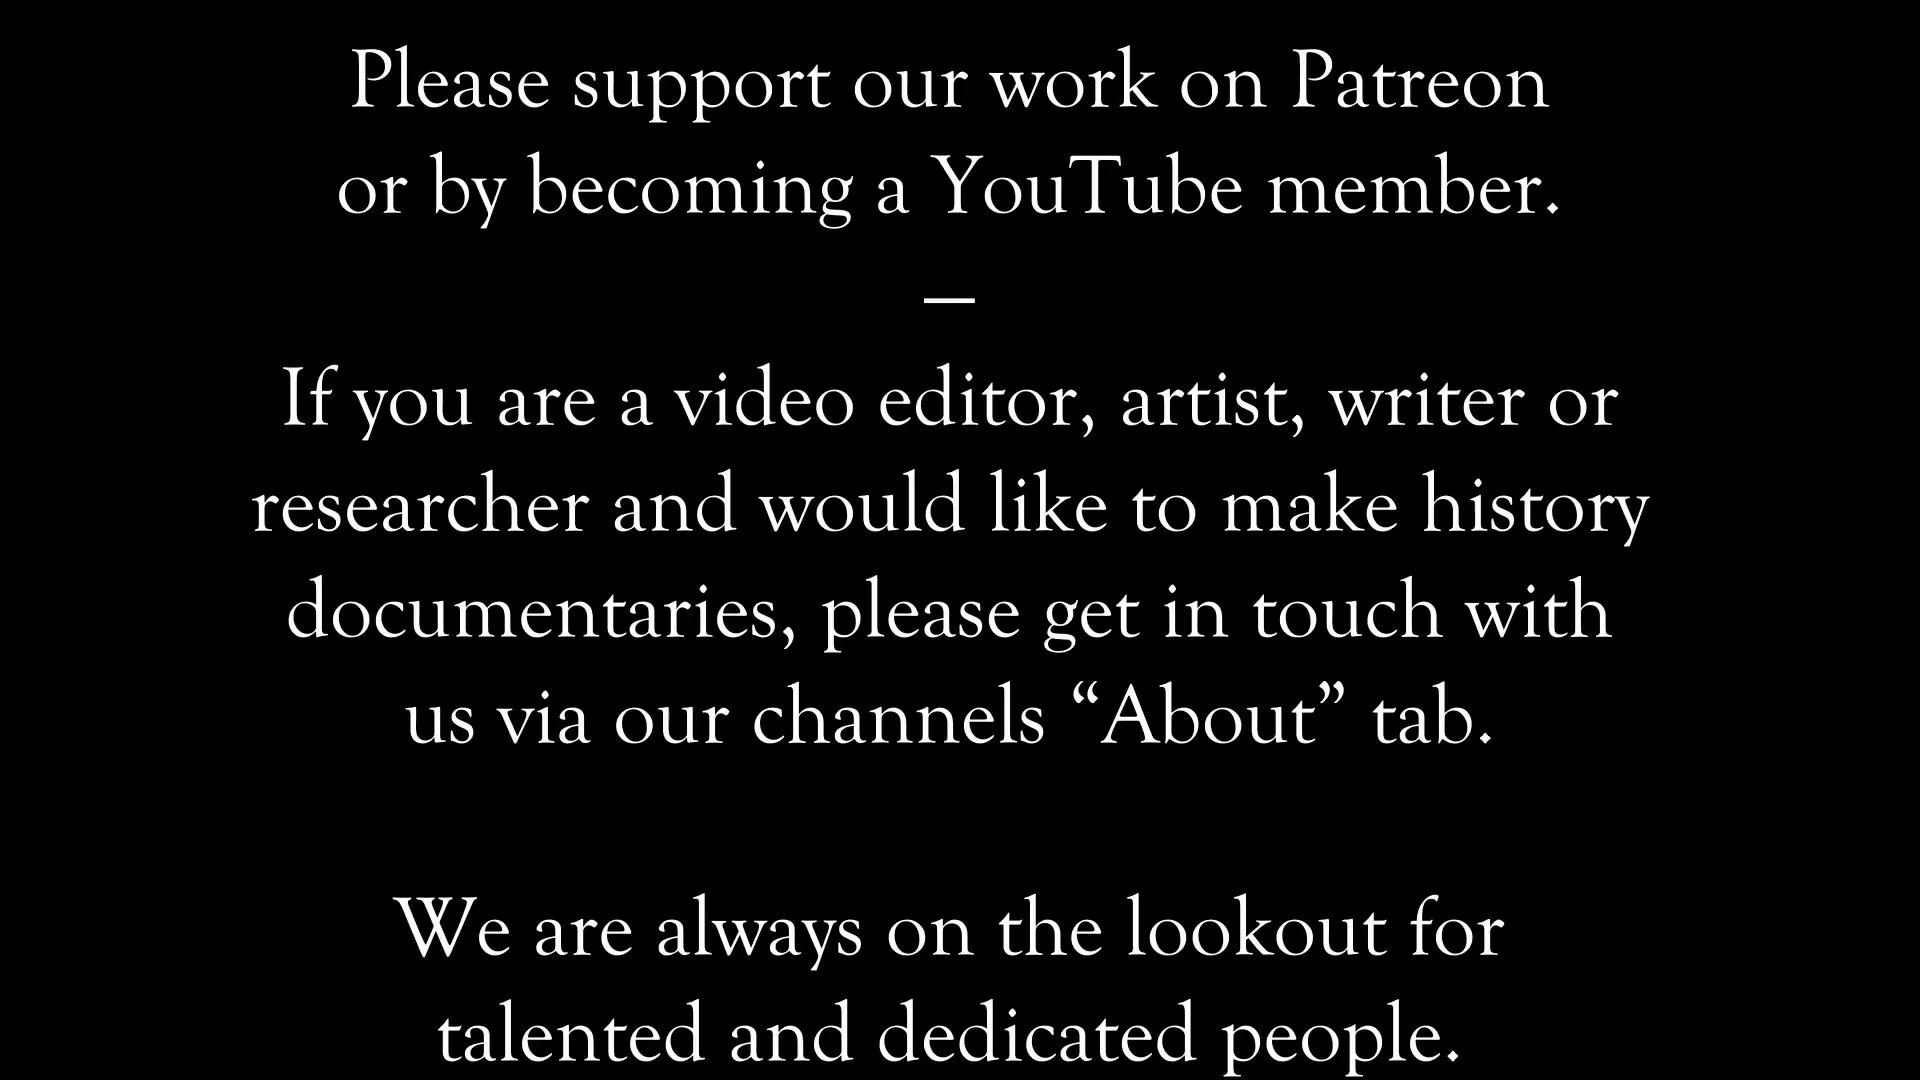 Please support our work on Patreon
or by becoming a YouTube member.
—
If you are a video editor, artist, writer or
researcher and would like to make history
documentaries, please get in touch with
us via our channels “About” tab.
We are always on the lookout for
talented and dedicated people.